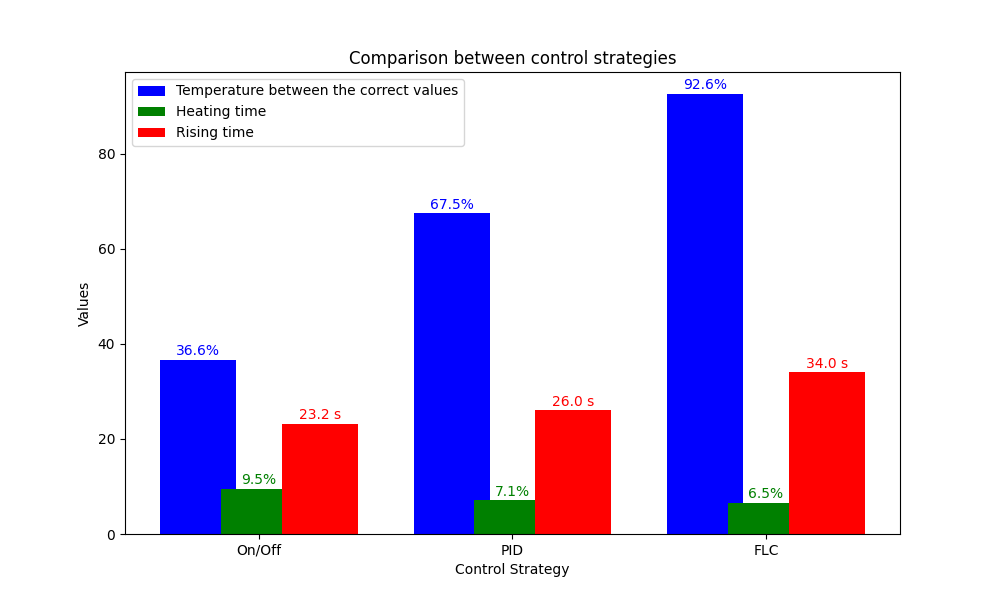 Comparison between control strategies
Temperature between the correct values
Heating time
Rising time
92.6%
67.5%
36.6%
34.0 s
26.0 s
23.2 s
9.5%
7.1%
6.5%
Values
80
60
40
20
0
On/Off
PID
FLC
Control Strategy